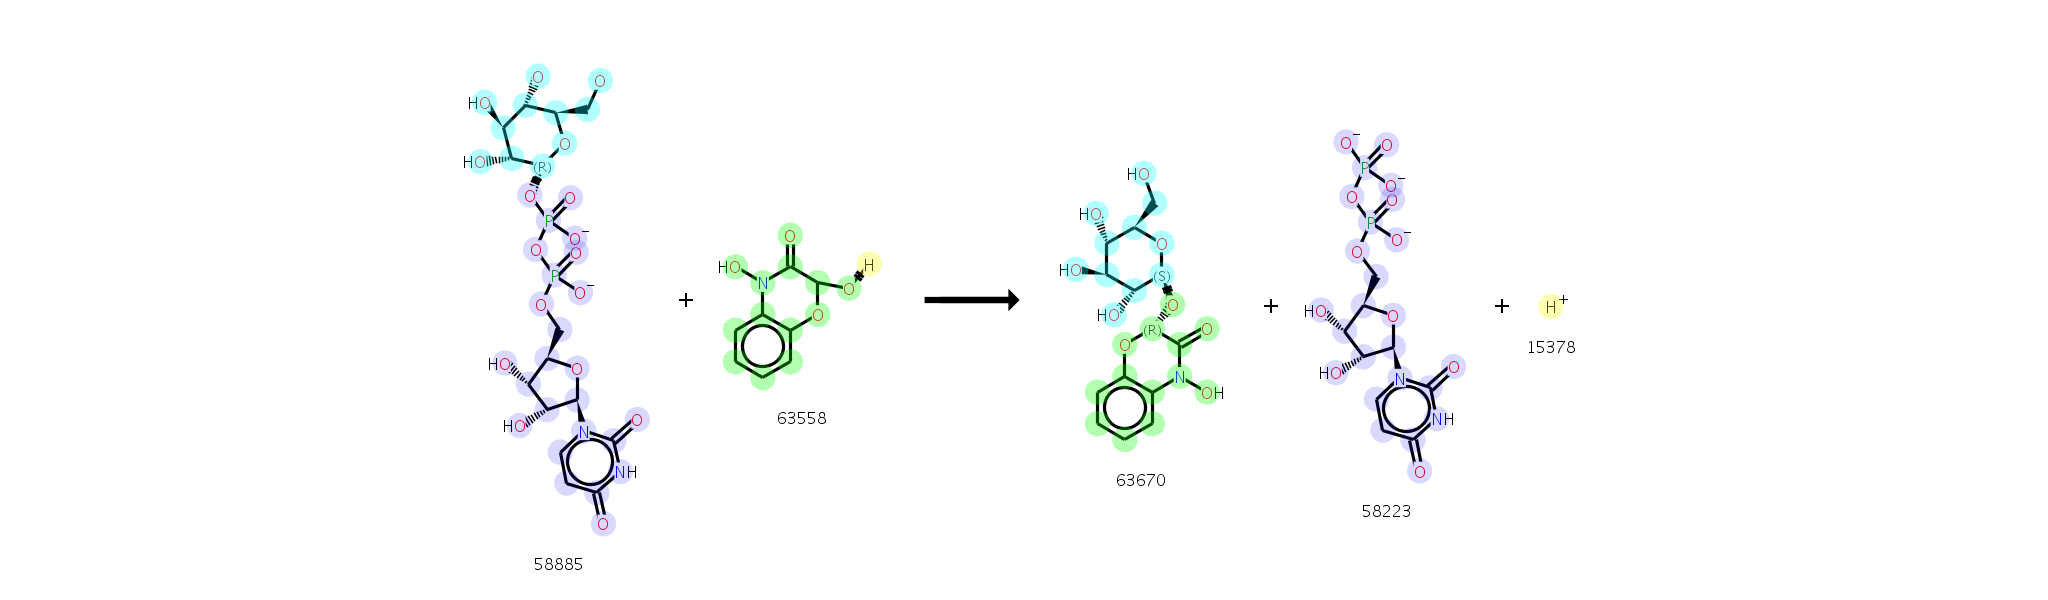 O O
HO
O
HO (R)
O O
P
O⁻
O O
P
O O⁻
HO O
HO
N O
NH
O
58885
+
O H
HO
N O
O
63558
HO
HO
O
HO (S)
HO O
(R) O
O
N
OH
63670
+
O⁻ O
P
O⁻
O O
P
O O⁻
HO O
HO
N O
NH
O
58223
+
H⁺
15378